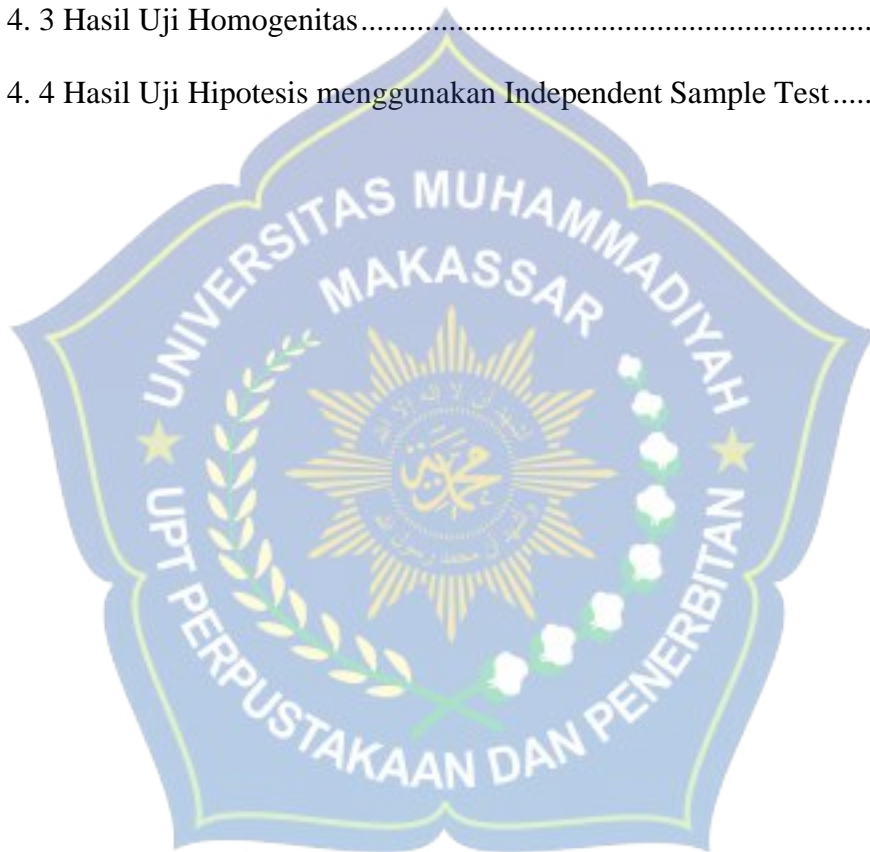 4. 3 Hasil Uji Homogenitas........................................................................
4. 4 Hasil Uji Hipotesis menggunakan Independent Sample Test.....
UNIVERSITAS MUHAMMADIYAH
MAKASSAR
محمدية
UPT PERPUSTAKAAN DAN PENERBITAN